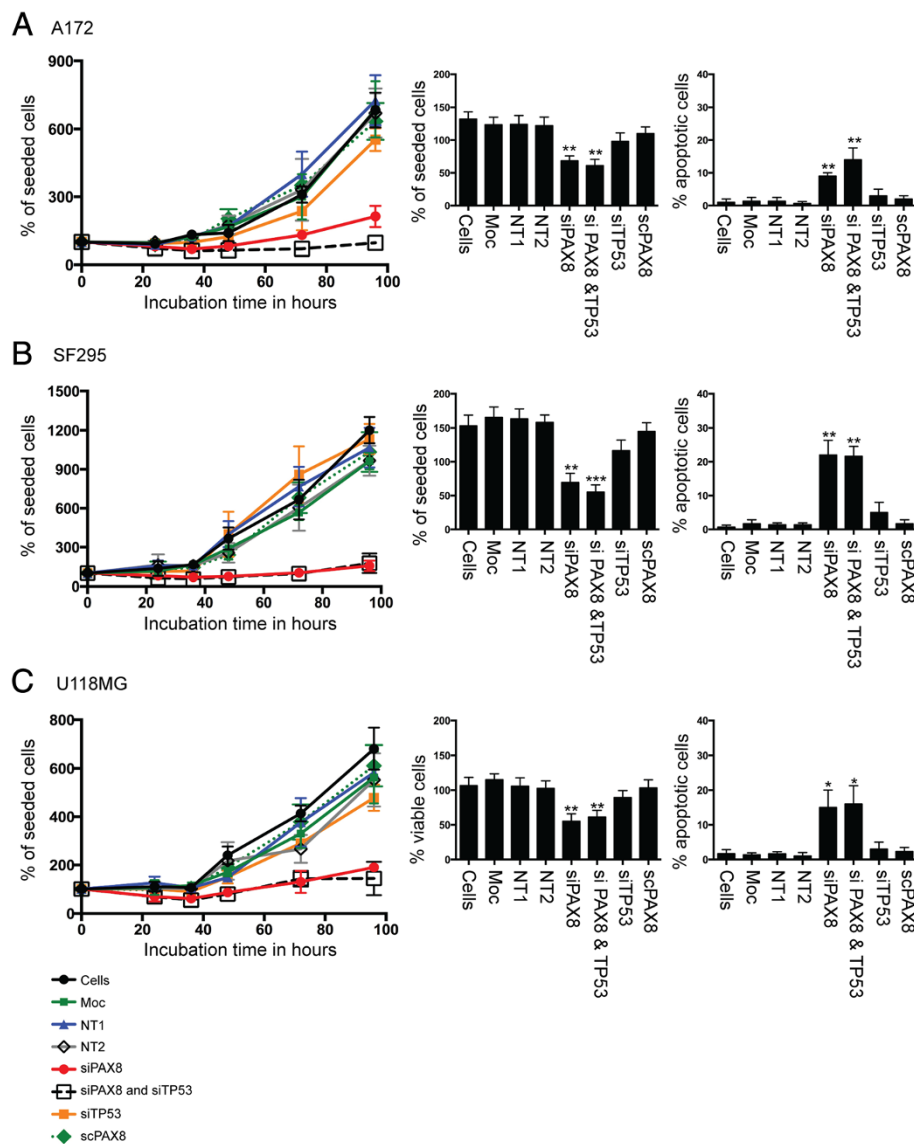 A A172
% of seeded cells
900
600
300
0
0 20 40 60 80 100
Incubation time in hours
% of seeded cells
200
150
100
50
0
** **
Cells
Moc
NT1
NT2
siPAX8
si PAX8 &TP53
siTP53
scPAX8
% apoptotic cells
40
30
20
10
0
** **
Cells
Moc
NT1
NT2
siPAX8
si PAX8 & TP53
siTP53
scPAX8
B SF295
% of seeded cells
1500
1200
900
600
300
0
0 20 40 60 80 100
Incubation time in hours
% of seeded cells
200
150
100
50
0
** ***
Cells
Moc
NT1
NT2
siPAX8
si PAX8 &TP53
siTP53
scPAX8
% apoptotic cells
40
30
20
10
0
** **
Cells
Moc
NT1
NT2
siPAX8
si PAX8 & TP53
siTP53
scPAX8
C U118MG
% of seeded cells
800
600
400
200
0
0 20 40 60 80 100
Incubation time in hours
% viable cells
200
150
100
50
0
** **
Cells
Moc
NT1
NT2
siPAX8
si PAX8 & TP53
siTP53
scPAX8
% apoptotic cells
40
30
20
10
0
* *
Cells
Moc
NT1
NT2
siPAX8
si PAX8 & TP53
siTP53
scPAX8
Cells
Moc
NT1
NT2
siPAX8
siPAX8 and siTP53
siTP53
scPAX8